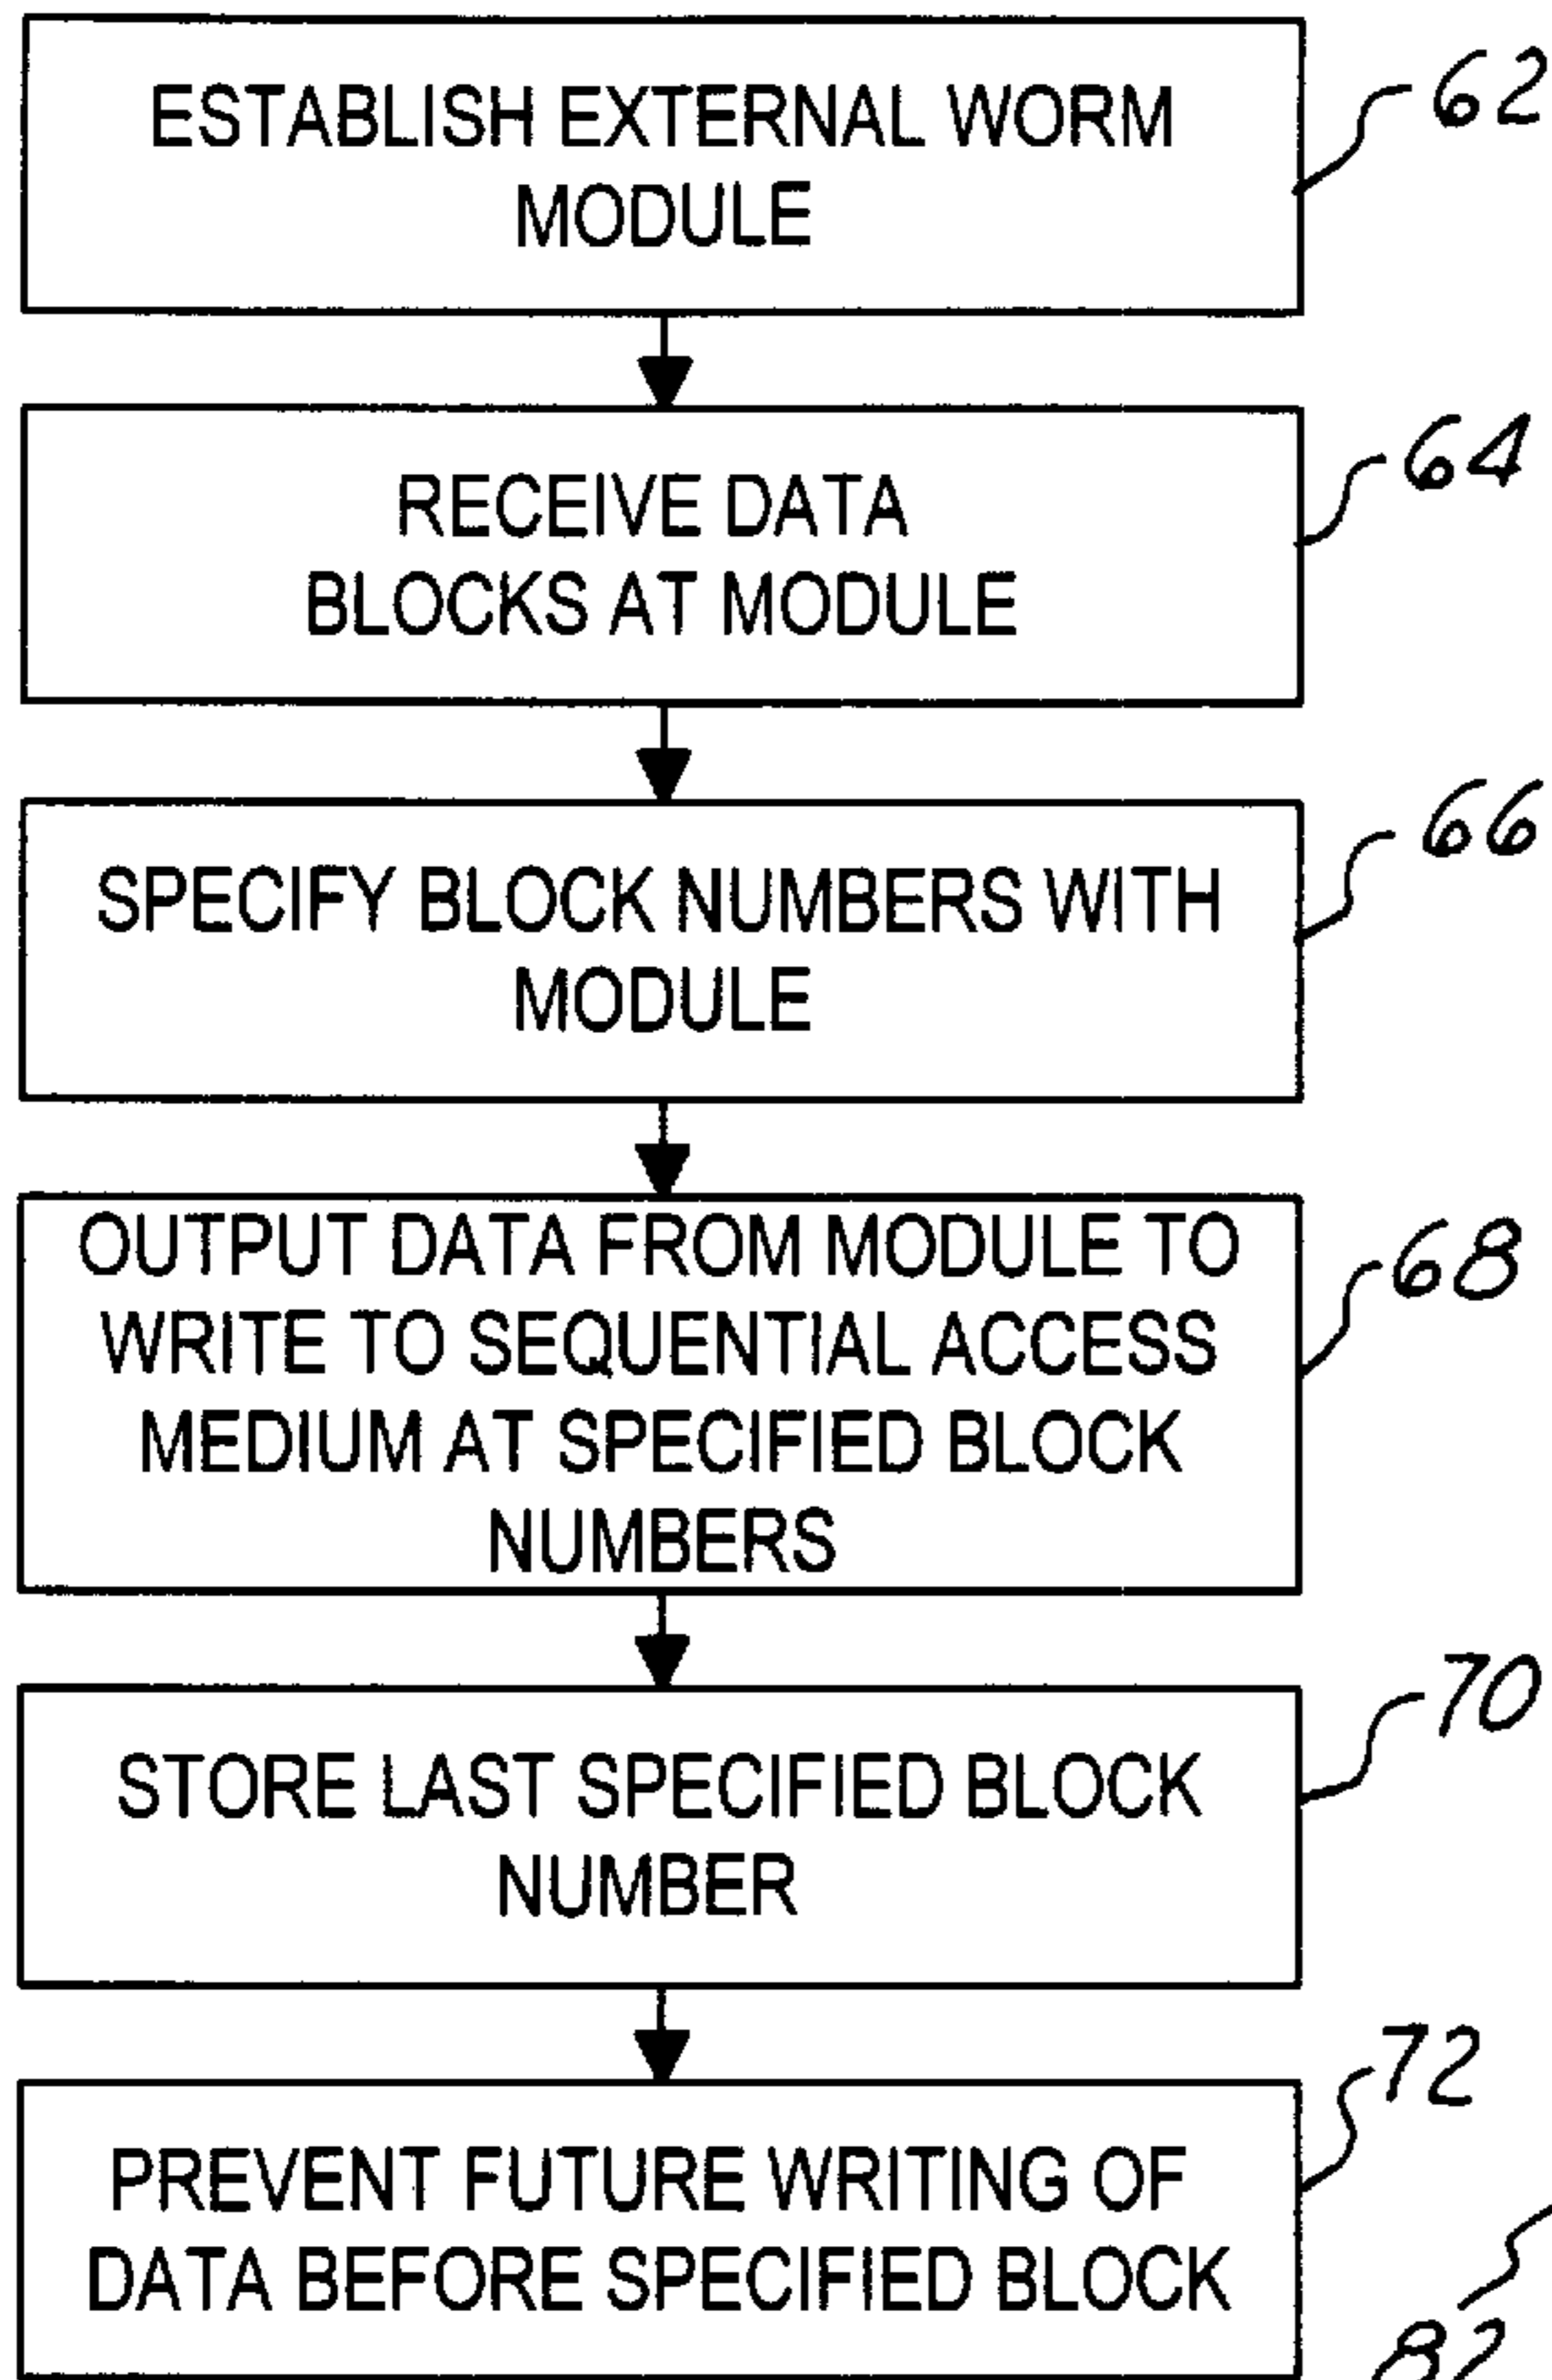 ESTABLISH EXTERNAL WORM
MODULE
62
RECEIVE DATA
BLOCKS AT MODULE
64
SPECIFY BLOCK NUMBERS WITH
MODULE
66
OUTPUT DATA FROM MODULE TO
WRITE TO SEQUENTIAL ACCESS
MEDIUM AT SPECIFIED BLOCK
NUMBERS
68
STORE LAST SPECIFIED BLOCK
NUMBER
70
PREVENT FUTURE WRITING OF
DATA BEFORE SPECIFIED BLOCK
72
82